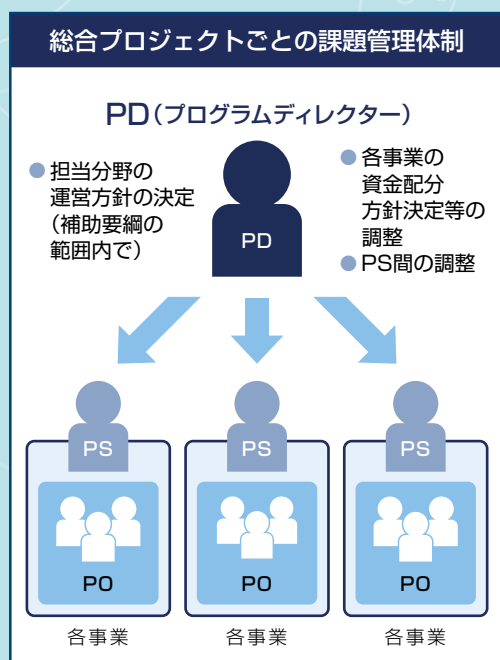 総合プロジェクトごとの課題管理体制
PD（プログラムディレクター）
● 担当分野の
運営方針の決定
（補助要綱の
範囲内で）
● 各事業の
資金配分
方針決定等の
調整
● PS間の調整
PD
PS
PS
PS
PO
PO
PO
各事業
各事業
各事業